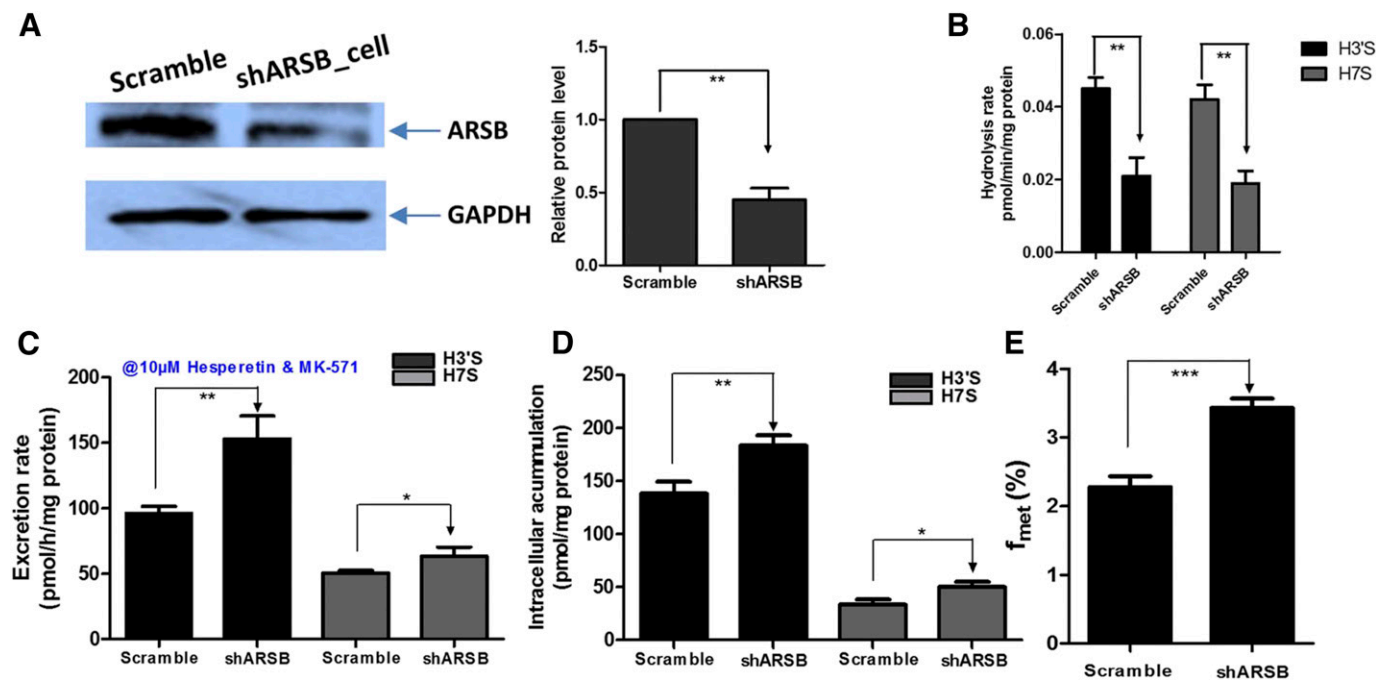 A
Scramble
shARSB_cell
ARSB
GAPDH
Relative protein level
1.5
1.0
0.5
0.0
**
Scramble
shARSB
B
Hydrolysis rate
pmol/min/mg protein
0.06
0.04
0.02
0.00
**
**
H3'S
H7S
Scramble
shARSB
Scramble
shARSB
C
@10µM Hesperetin & MK-571
H3'S
H7S
Excretion rate
(pmol/h/mg protein)
200
150
100
50
0
**
*
Scramble
shARSB
Scramble
shARSB
D
H3'S
H7S
Intracellular acummulation
(pmol/mg protein)
250
200
150
100
50
0
**
*
Scramble
shARSB
Scramble
shARSB
E
fmet (%)
4
3
2
1
0
***
Scramble
shARSB